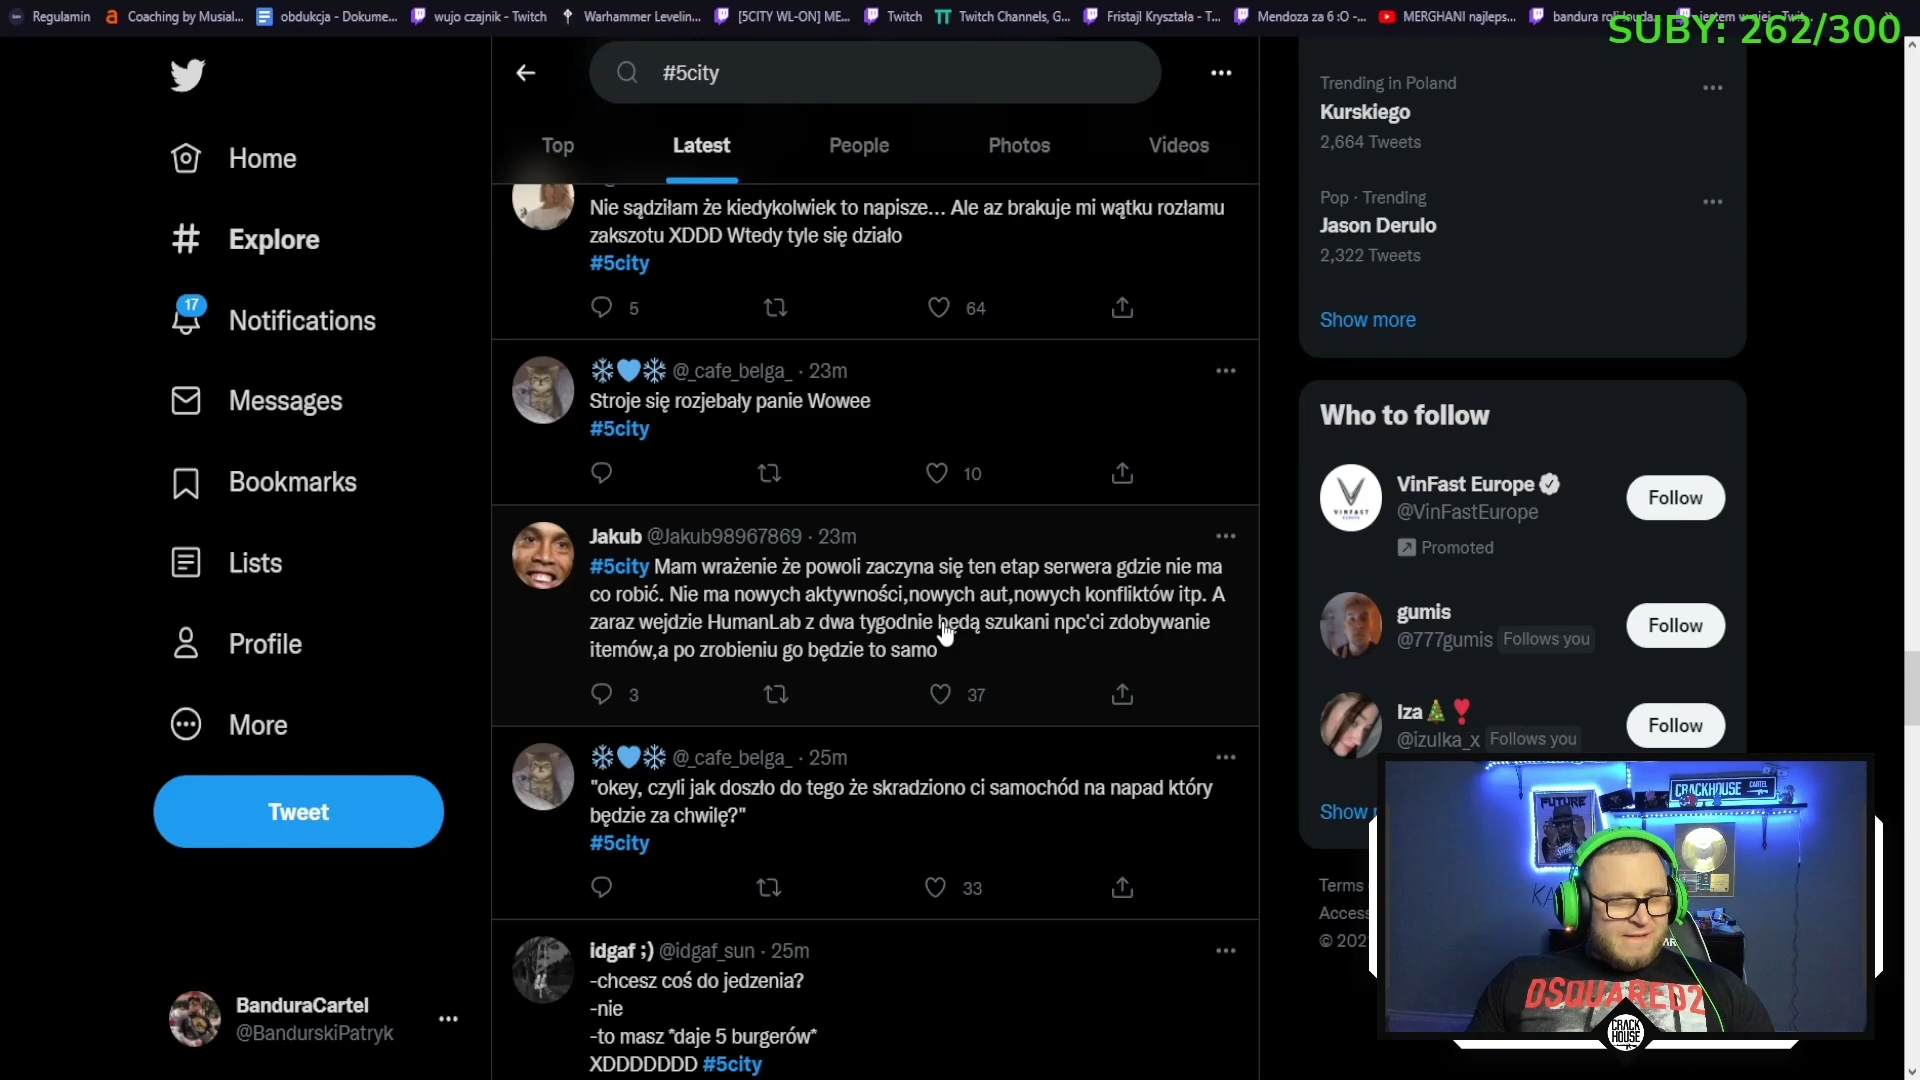 Regulamin
Coaching by Musial...
obdukcja - Dokume...
wujo czajnik - Twitch
Warhammer Levelin...
[5CITY WL-ON] ME...
Twitch
Twitch Channels, G...
Fristajl Kryształa - T...
Mendoza za 6 :O -...
MERGHANI najleps...
SUBY: 262/300
#5city
Home
Explore
17
Notifications
Messages
Bookmarks
Lists
Profile
More
Tweet
BanduraCartel
@BandurskiPatryk
Top
Latest
People
Photos
Videos
Nie sądziłam że kiedykolwiek to napisze... Ale az brakuje mi wątku rozłamu
zakszotu XDDD Wtedy tyle się działo
#5city
5
64
@_cafe_belga_ · 23m
Stroje się rozjebały panie Wowee
#5city
10
Jakub @Jakub98967869 · 23m
#5city Mam wrażenie że powoli zaczyna się ten etap serwera gdzie nie ma
co robić. Nie ma nowych aktywności,nowych aut,nowych konfliktów itp. A
zaraz wejdzie HumanLab z dwa tygodnie będą szukani npc'ci zdobywanie
itemów,a po zrobieniu go będzie to samo
3
37
@_cafe_belga_ · 25m
"okey, czyli jak doszło do tego że skradziono ci samochód na napad który
będzie za chwilę?"
#5city
33
idgaf ;) @idgaf_sun · 25m
-chcesz coś do jedzenia?
-nie
-to masz *daje 5 burgerów*
XDDDDDDD #5city
Trending in Poland
Kurskiego
2,664 Tweets
Pop · Trending
Jason Derulo
2,322 Tweets
Show more
Who to follow
VINFAST
VinFast Europe
@VinFastEurope
Promoted
Follow
gumis
@777gumis Follows you
Follow
Iza
@izulka_x Follows you
Follow
Show
Terms
Access
FUTURE
CRACKHOUSE
CARTEL
DSQUARED2
CRACK
HOUSE